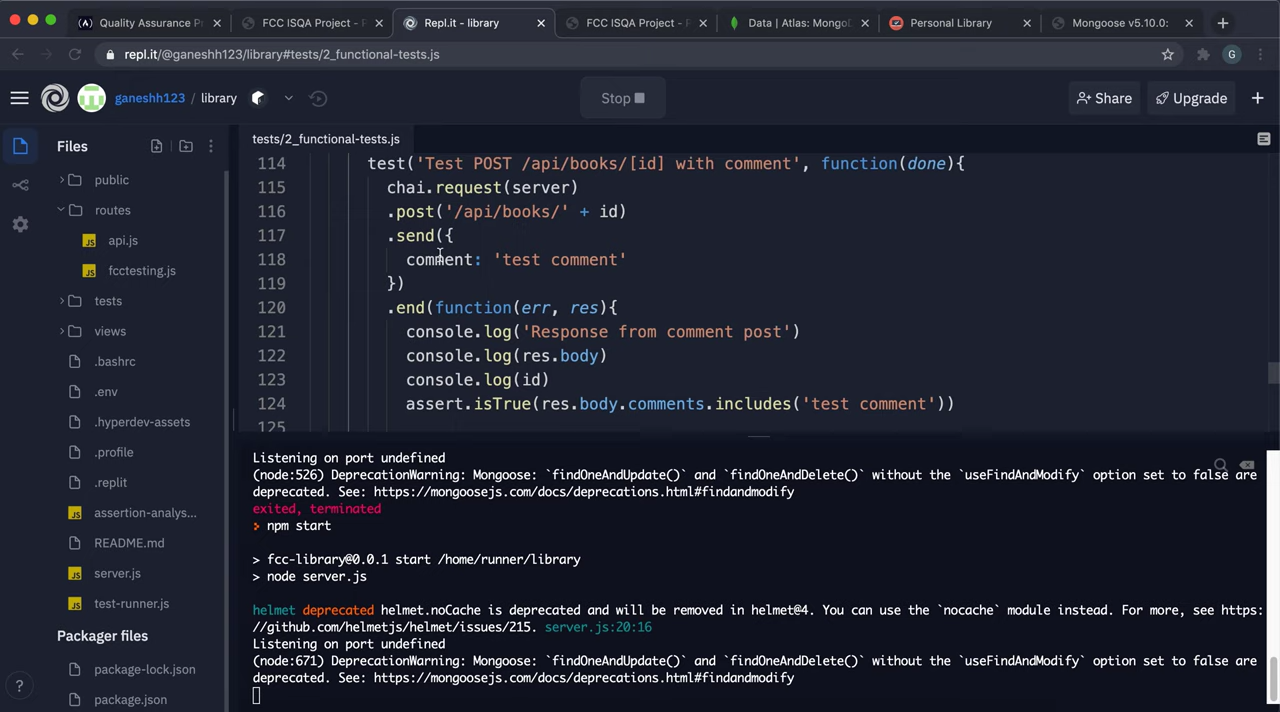 Quality Assurance Pr
FCC ISQA Project - F
Repl.it - library
FCC ISQA Project - F
Data | Atlas: MongoD
Personal Library
Mongoose v5.10.0:
repl.it/@ganeshh123/library#tests/2_functional-tests.js
G
ganeshh123 / library
Stop
Share
Upgrade
Files
public
routes
JS api.js
JS fcctesting.js
tests
views
.bashrc
.env
.hyperdev-assets
.profile
.replit
JS assertion-analys...
README.md
JS server.js
JS test-runner.js
Packager files
package-lock.json
package.json
?
tests/2_functional-tests.js
114 test('Test POST /api/books/[id] with comment', function(done){
115 chai.request(server)
116 .post('/api/books/' + id)
117 .send({
118 comment: 'test comment'
119 })
120 .end(function(err, res){
121 console.log('Response from comment post')
122 console.log(res.body)
123 console.log(id)
124 assert.isTrue(res.body.comments.includes('test comment'))
125
Listening on port undefined
(node:526) DeprecationWarning: Mongoose: `findOneAndUpdate()` and `findOneAndDelete()` without the `useFindAndModify` option set to false are
deprecated. See: https://mongoosejs.com/docs/deprecations.html#findandmodify
exited, terminated
> npm start
> fcc-library@0.0.1 start /home/runner/library
> node server.js
helmet deprecated helmet.noCache is deprecated and will be removed in helmet@4. You can use the `nocache` module instead. For more, see https:
//github.com/helmetjs/helmet/issues/215. server.js:20:16
Listening on port undefined
(node:671) DeprecationWarning: Mongoose: `findOneAndUpdate()` and `findOneAndDelete()` without the `useFindAndModify` option set to false are
deprecated. See: https://mongoosejs.com/docs/deprecations.html#findandmodify